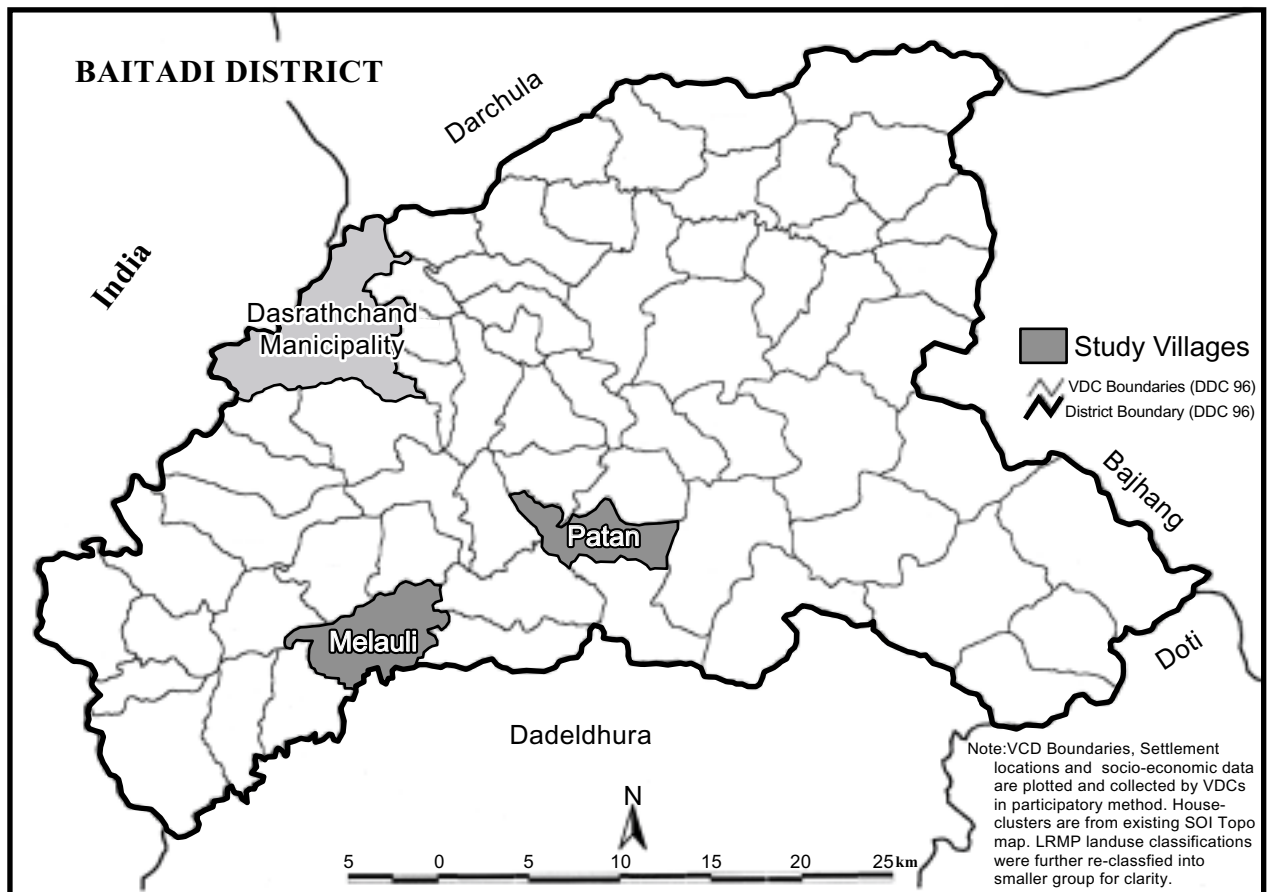 BAITADI DISTRICT
Darchula
India
Dasrathchand
Manicipality
Study Villages
VDC Boundaries (DDC 96)
District Boundary (DDC 96)
Bajhang
Patan
Melauli
Doti
Dadeldhura
Note:VCD Boundaries, Settlement
locations and socio-economic data
are plotted and collected by VDCs
in participatory method. House-
clusters are from existing SOI Topo
map. LRMP landuse classifications
were further re-classfied into
smaller group for clarity.
N
5 0 5 10 15 20 25 km